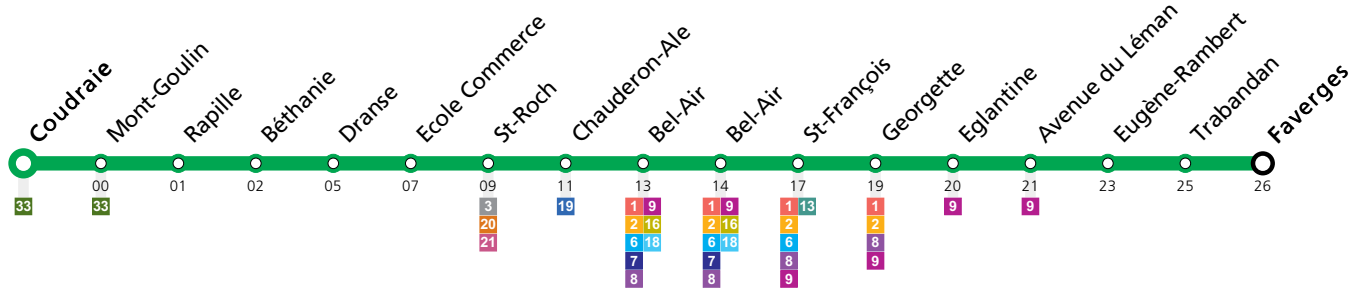 Coudraie
Mont-Goulin
Rapille
Béthanie
Dranse
Ecole Commerce
St-Roch
Chauderon-Ale
Bel-Air
Bel-Air
St-François
Georgette
Eglantine
Avenue du Léman
Eugène-Rambert
Trabandan
Faverges
00 01 02 05 07 09 11 13 14 17 19 20 21 23 25 26
33 33 3 19 1 9 1 9 1 13 1 9 9
20 2 16 2 16 2 2
21 6 18 6 18 6 8
7 7 8 9
8 8 9